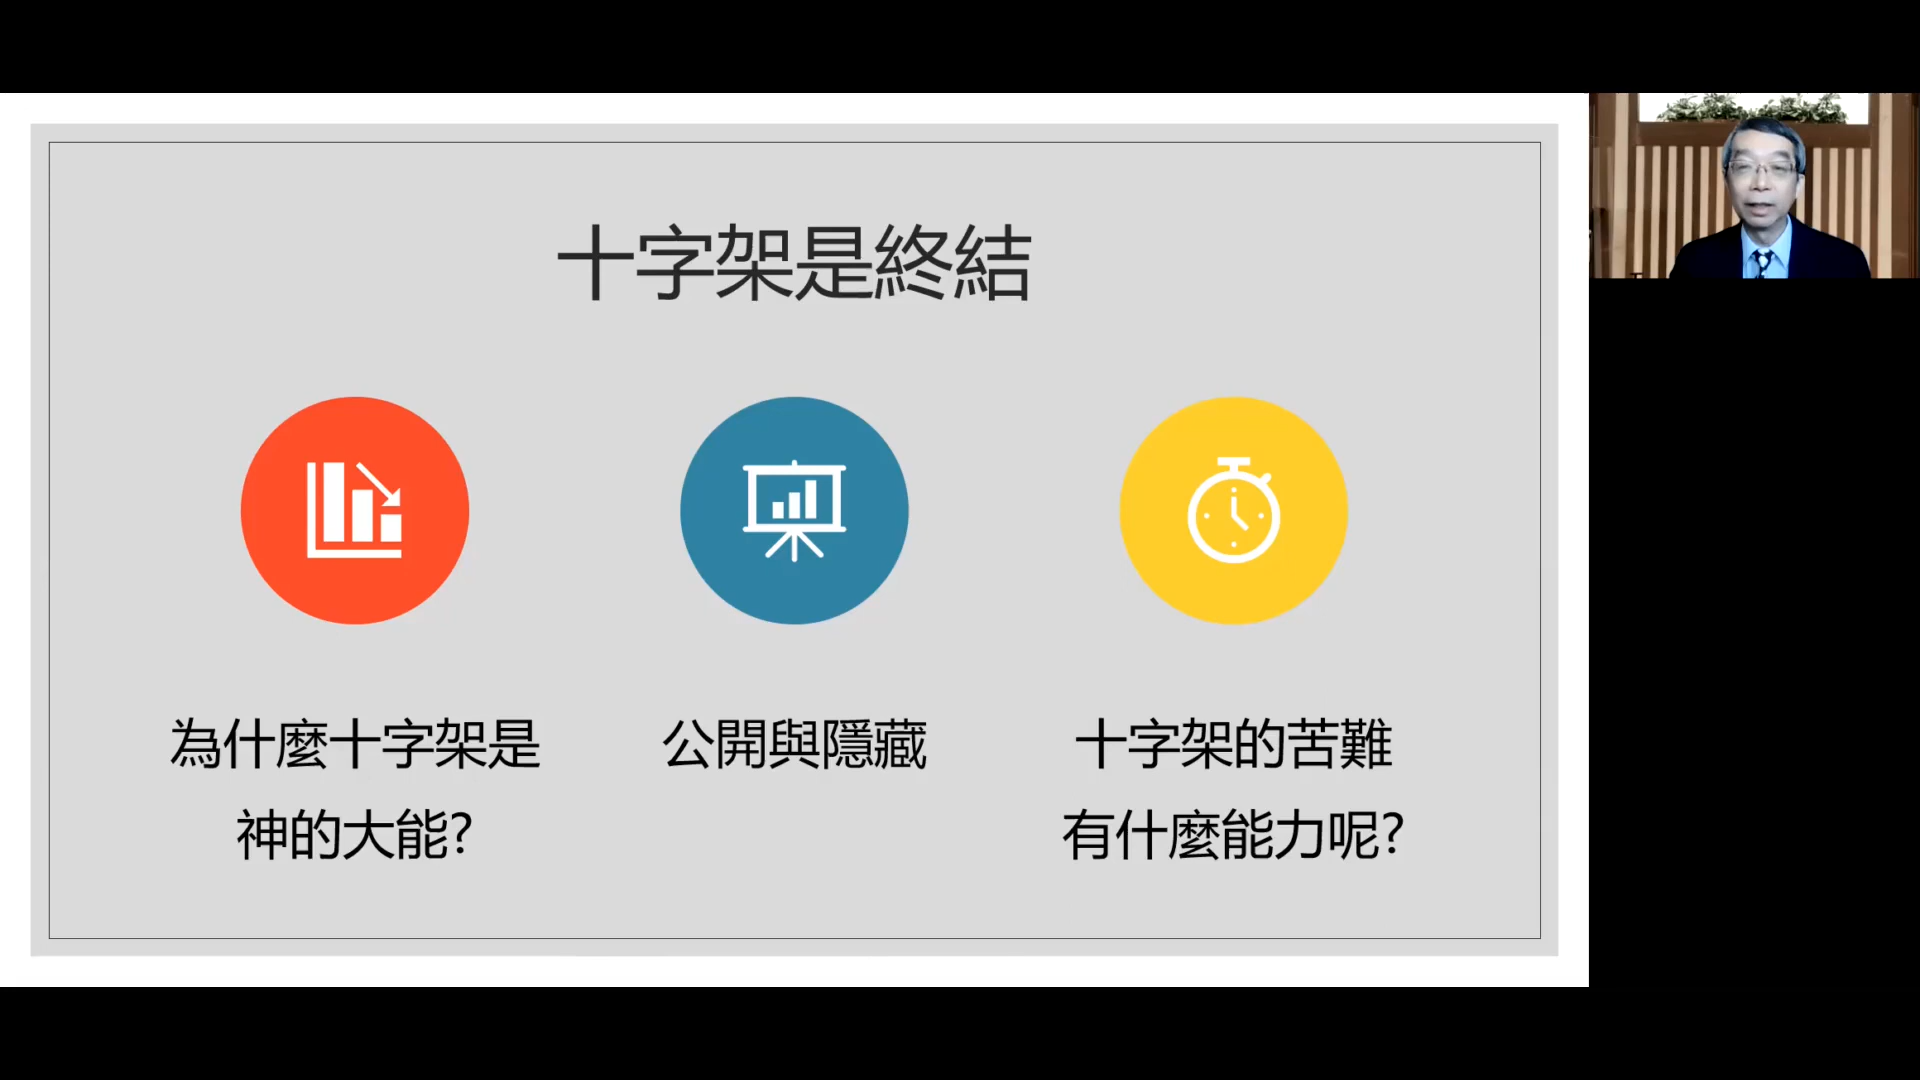 十字架是終結
為什麼十字架是
神的大能?
公開與隱藏
十字架的苦難
有什麼能力呢?